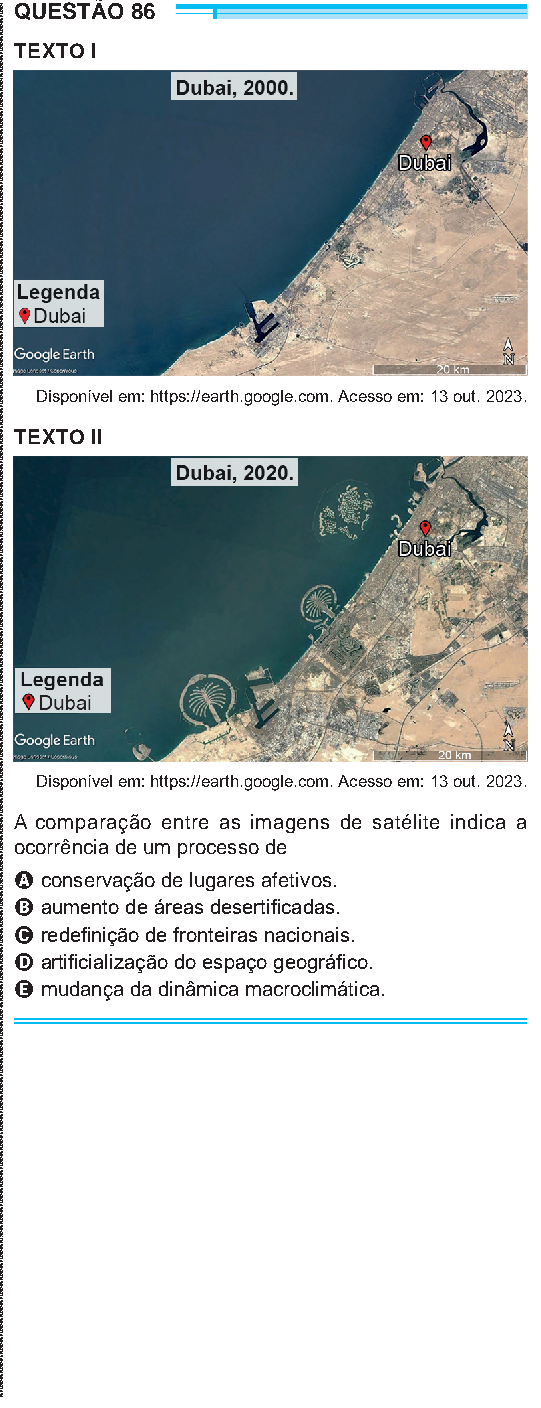 QUESTÃO 86
TEXTO I
Dubai, 2000.
Dubai
Legenda
Dubai
Google Earth
N
20 km
Disponível em: https://earth.google.com. Acesso em: 13 out. 2023.
TEXTO II
Dubai, 2020.
Dubai
Legenda
Dubai
Google Earth
N
20 km
Disponível em: https://earth.google.com. Acesso em: 13 out. 2023.
A comparação entre as imagens de satélite indica a
ocorrência de um processo de
A conservação de lugares afetivos.
B aumento de áreas desertificadas.
C redefinição de fronteiras nacionais.
D artificialização do espaço geográfico.
E mudança da dinâmica macroclimática.